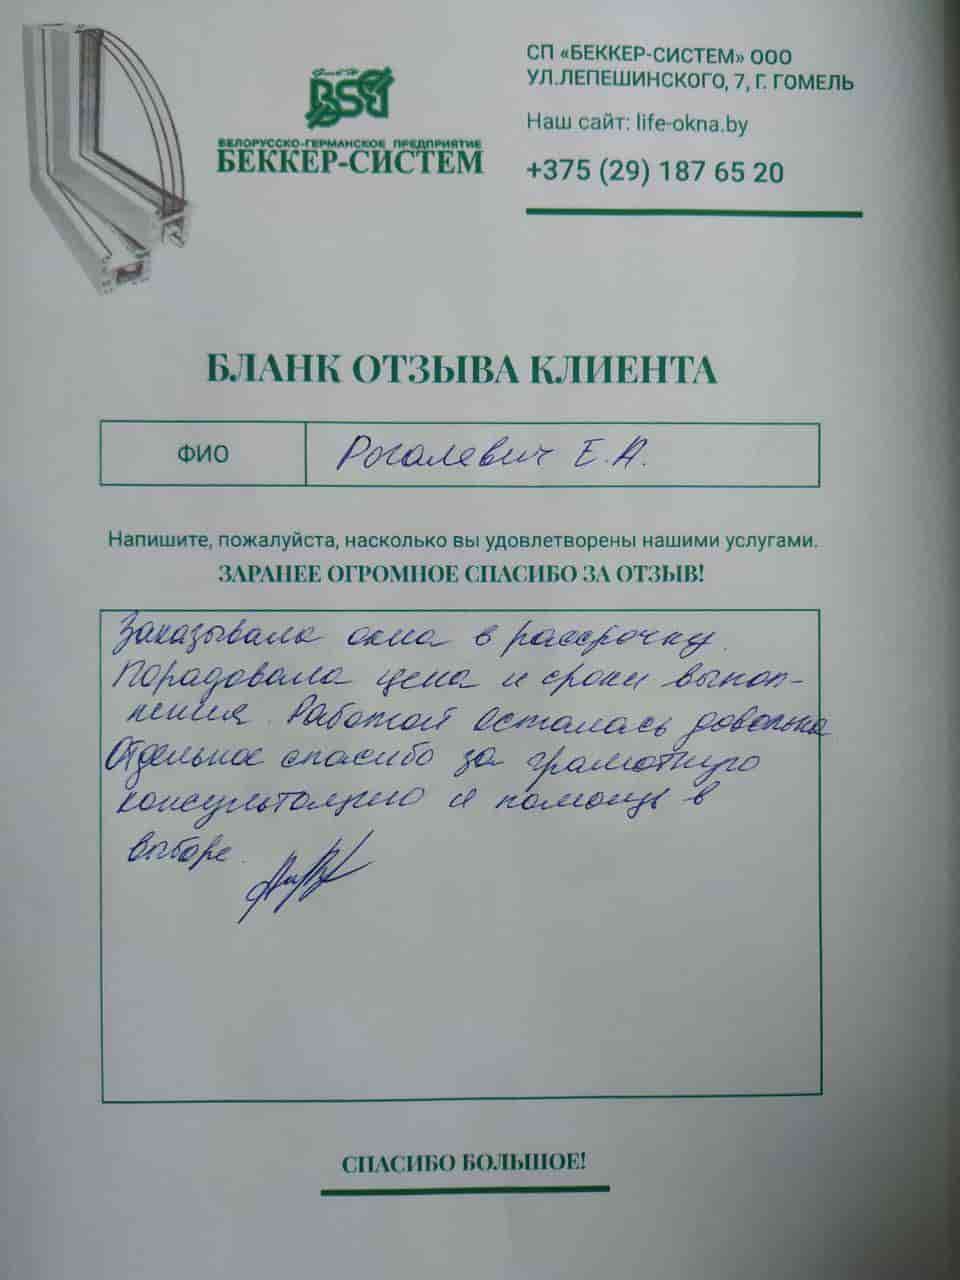 СП «БЕККЕР-СИСТЕМ» ООО
УЛ.ЛЕПЕШИНСКОГО, 7, Г. ГОМЕЛЬ
Наш сайт: life-okna.by
+375 (29) 187 65 20
BSG
БЕЛОРУССКО-ГЕРМАНСКОЕ ПРЕДПРИЯТИЕ
БЕККЕР-СИСТЕМ
БЛАНК ОТЗЫВА КЛИЕНТА
ФИО
Рогалевич Е.А.
Напишите, пожалуйста, насколько вы удовлетворены нашими услугами.
ЗАРАНЕЕ ОГРОМНОЕ СПАСИБО ЗА ОТЗЫВ!
Заказывала окна в рассрочку.
Порадовала цена и сроки выпол-
нения. Работой осталась довольна
Отдельное спасибо за грамотную
консультацию и помощь в
выборе.
СПАСИБО БОЛЬШОЕ!